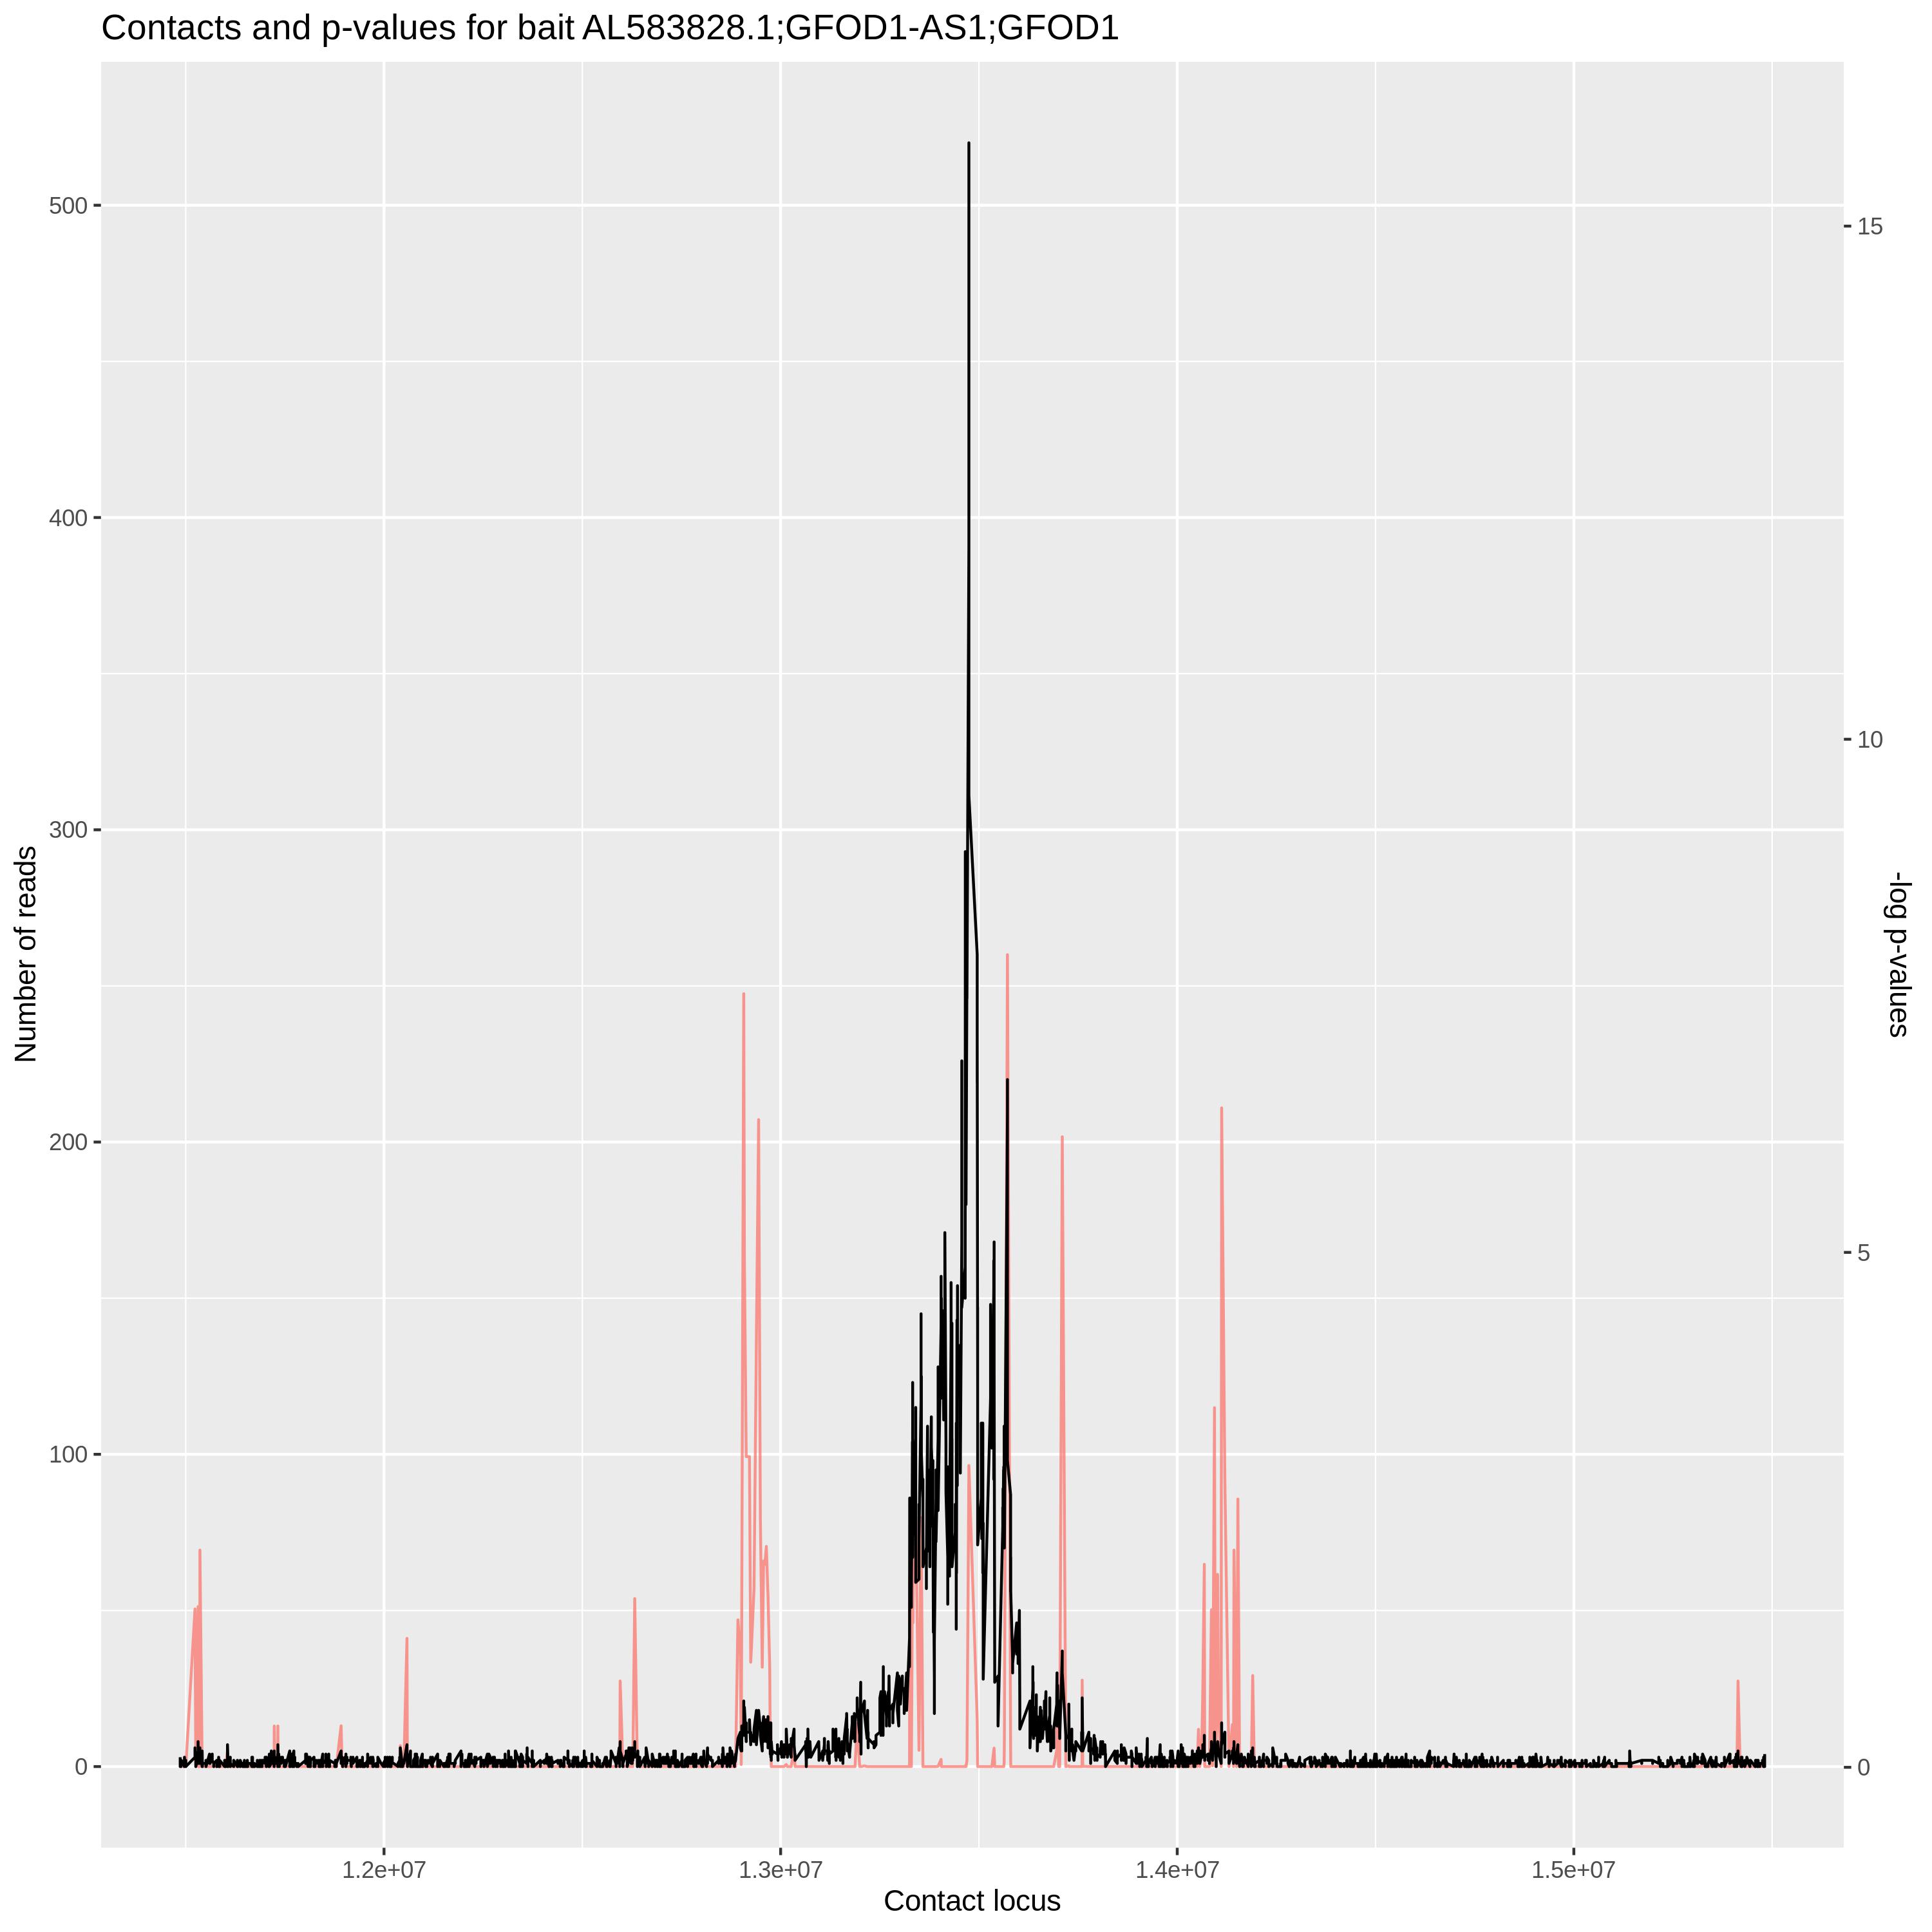 Contacts and p-values for bait AL583828.1;GFOD1-AS1;GFOD1
500
400
300
200
100
0
Number of reads
15
10
5
0
-log p-values
1.2e+07
1.3e+07
1.4e+07
1.5e+07
Contact locus